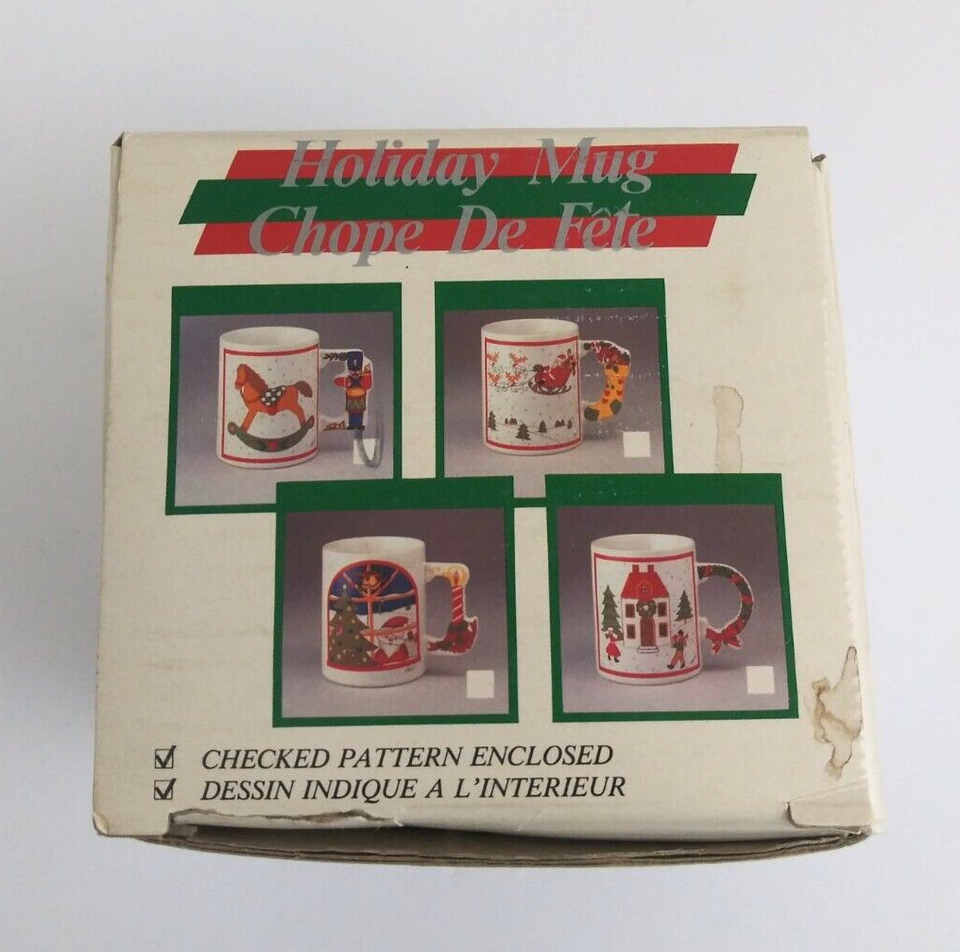 Holiday Mug
Chope De Fête
CHECKED PATTERN ENCLOSED
DESSIN INDIQUE A L'INTERIEUR